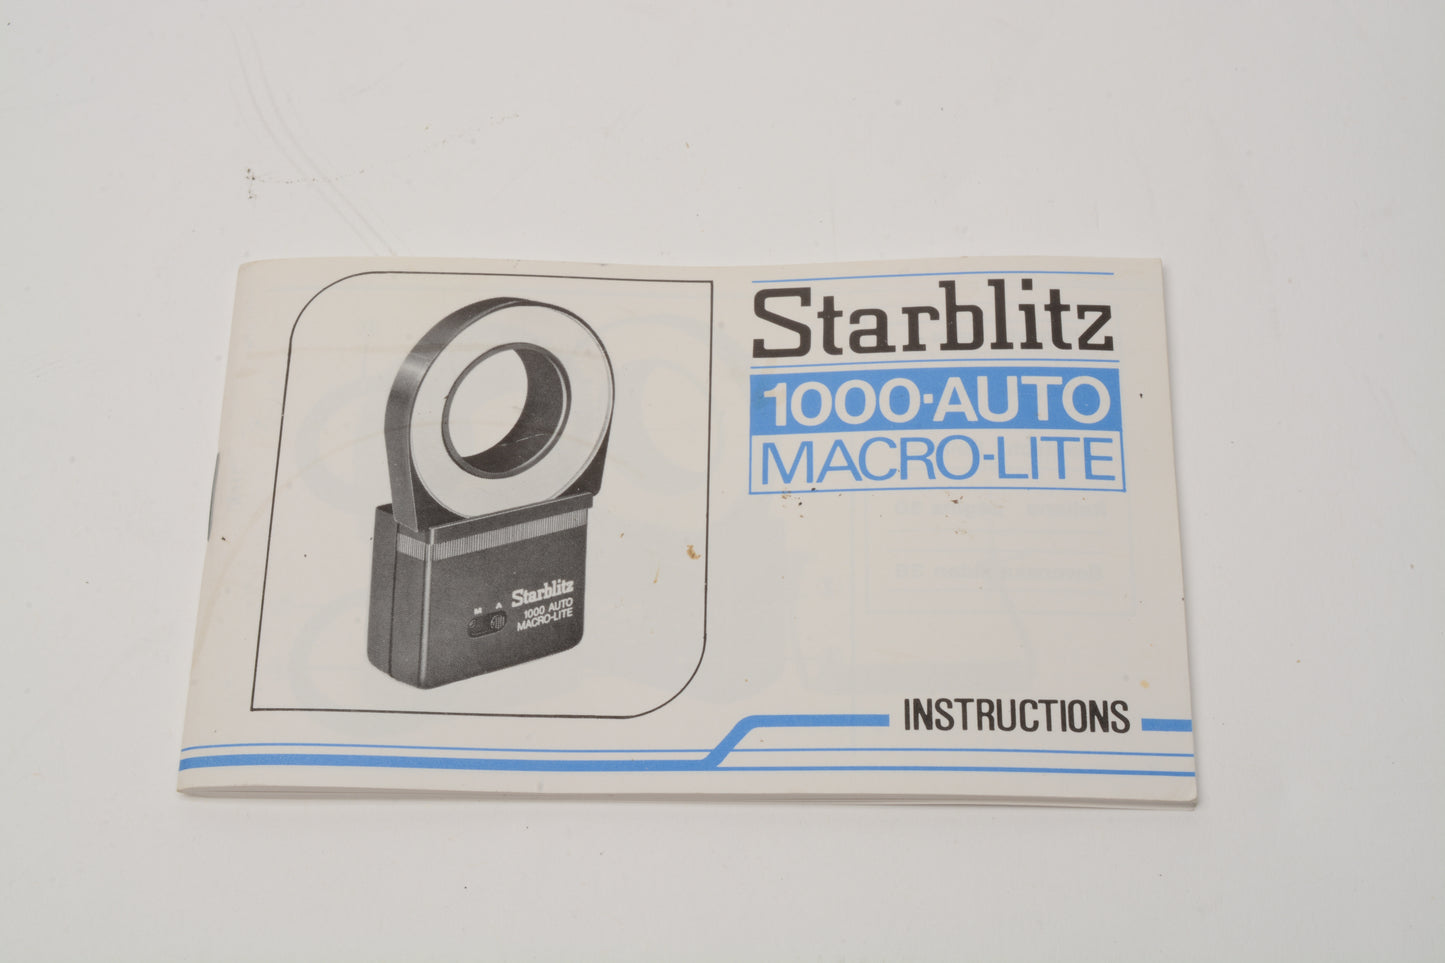 Starblitz
1000·AUTO
MACRO-LITE
M A
Starblitz
1000 AUTO
MACRO-LITE
INSTRUCTIONS